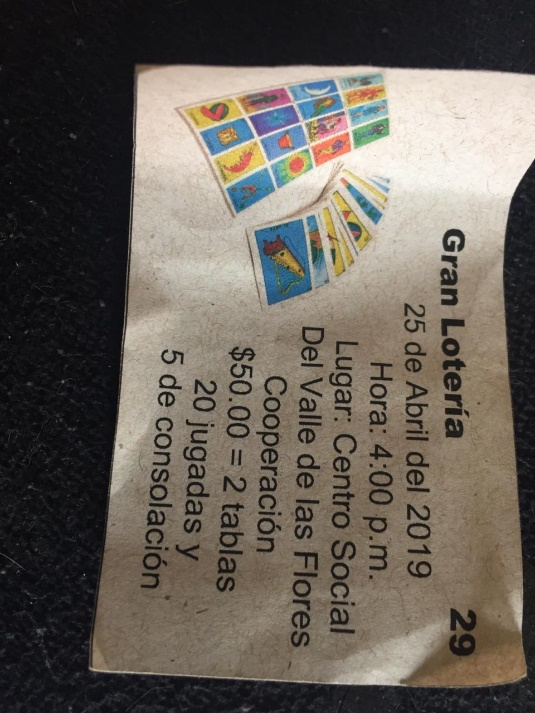 Gran Lotería 29
25 de Abril del 2019
Hora: 4:00 p.m.
Lugar: Centro Social
Del Valle de las Flores
Cooperación
$50.00 = 2 tablas
20 jugadas y
5 de consolación